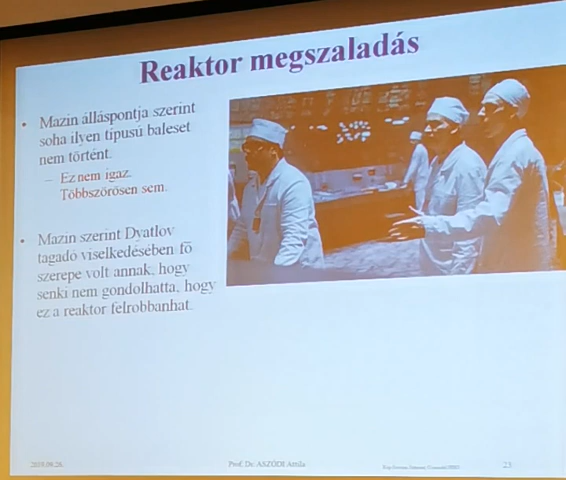 Reaktor megszaladás
• Mazin álláspontja szerint
soha ilyen típusú baleset
nem történt.
– Ez nem igaz.
Többszörösen sem.
• Mazin szerint Dyatlov
tagadó viselkedésében fő
szerepe volt annak, hogy
senki nem gondolhatta, hogy
ez a reaktor felrobbanhat.
2019.09.26.
Prof. Dr. ASZÓDI Attila
23